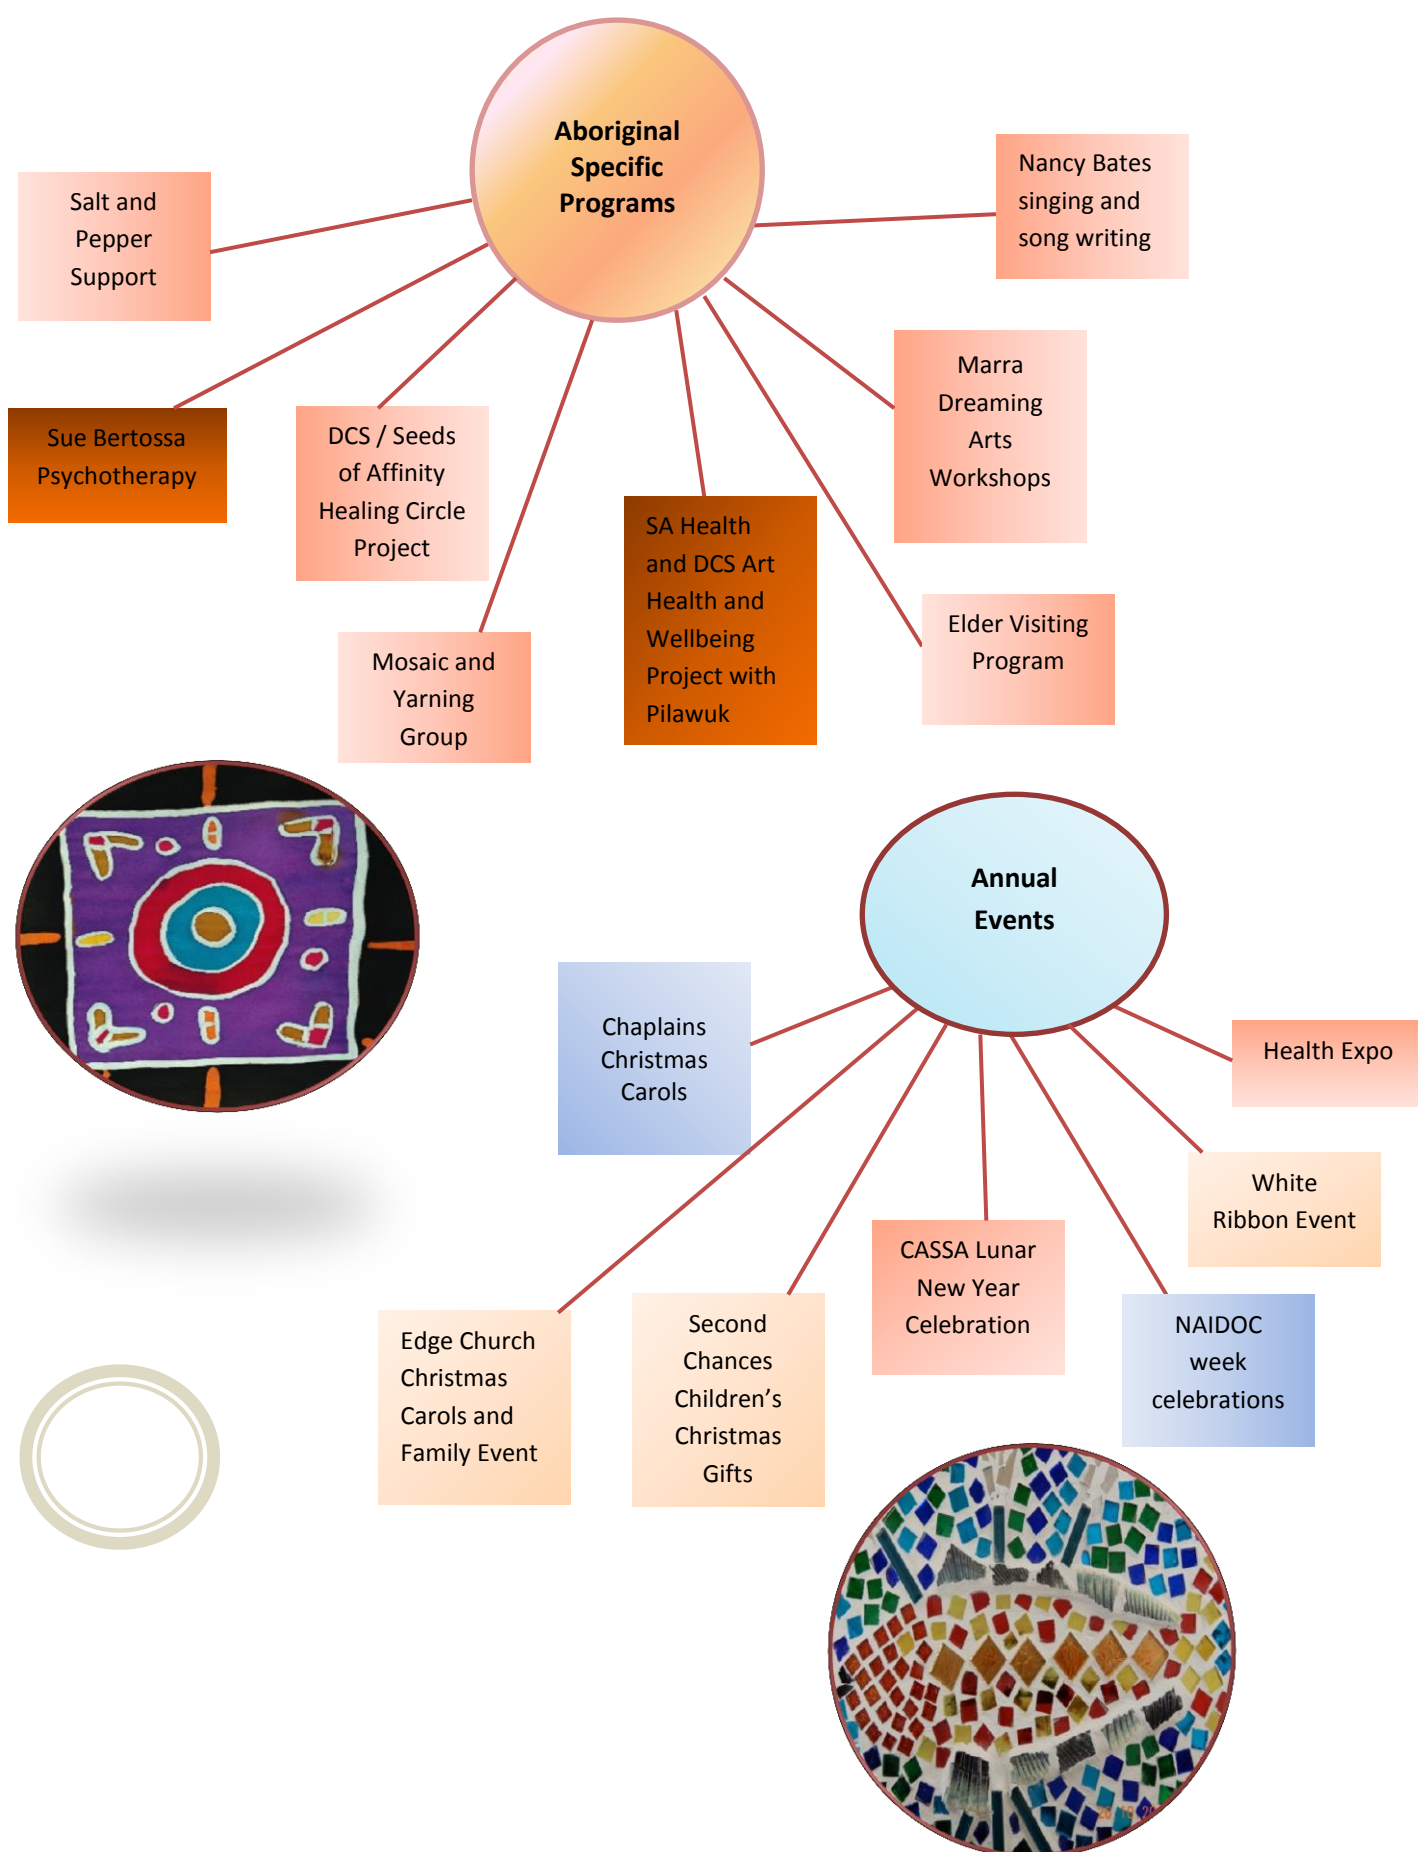 Aboriginal
Specific
Programs
Nancy Bates
singing and
song writing
Salt and
Pepper
Support
Marra
Dreaming
Arts
Workshops
Sue Bertossa
Psychotherapy
DCS / Seeds
of Affinity
Healing Circle
Project
SA Health
and DCS Art
Health and
Wellbeing
Project with
Pilawuk
Elder Visiting
Program
Mosaic and
Yarning
Group
Annual
Events
Chaplains
Christmas
Carols
Health Expo
White
Ribbon Event
CASSA Lunar
New Year
Celebration
NAIDOC
week
celebrations
Second
Chances
Children’s
Christmas
Gifts
Edge Church
Christmas
Carols and
Family Event